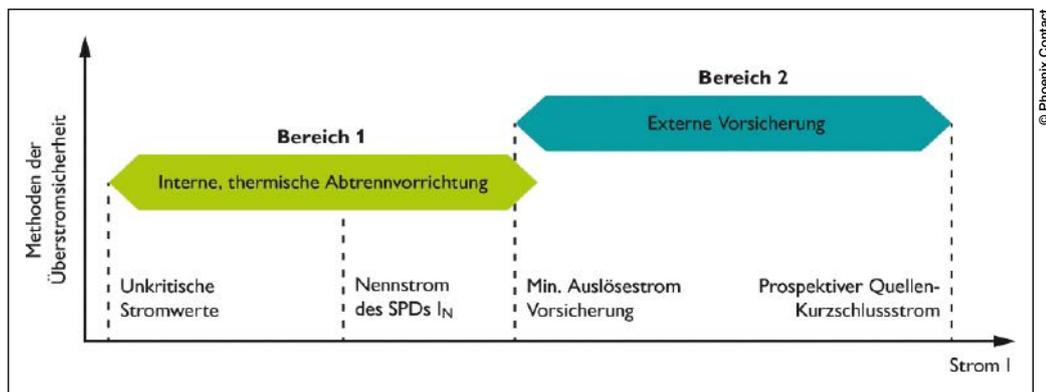 © Phoenix Contact
Methoden der
Überstromsicherheit
Bereich 1
Interne, thermische Abtrennvorrichtung
Bereich 2
Externe Vorsicherung
Unkritische
Stromwerte
Nennstrom
des SPDs IN
Min. Auslösestrom
Vorsicherung
Prospektiver Quellen-
Kurzschlussstrom
Strom I